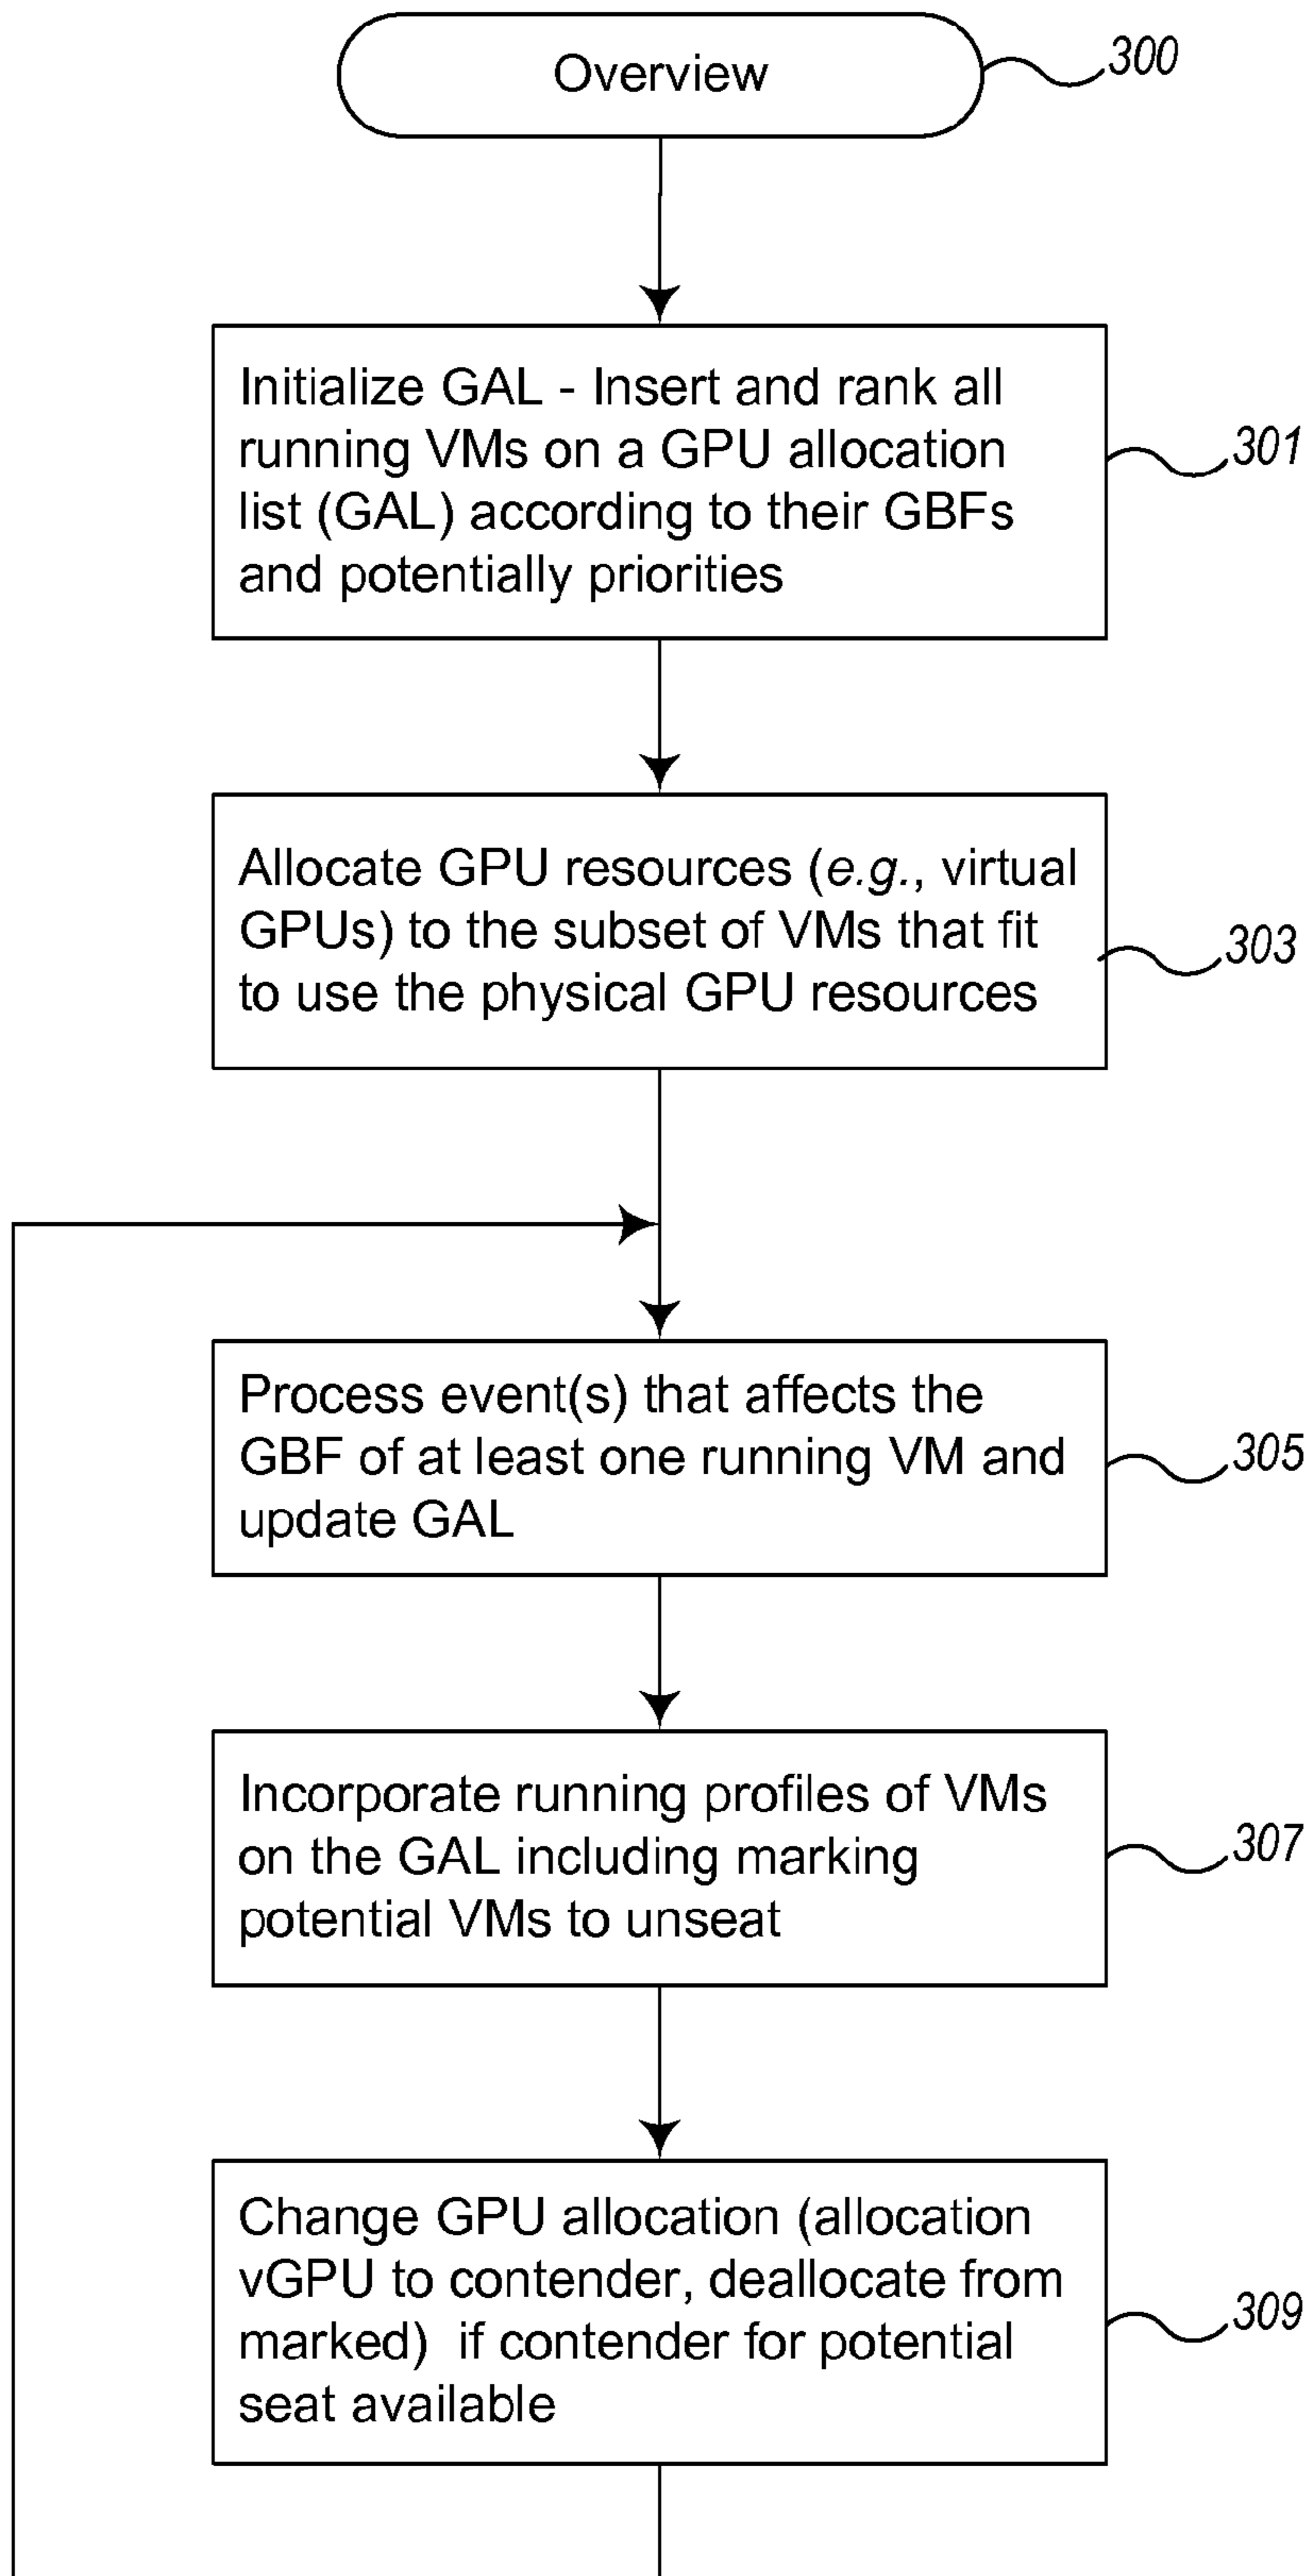 Overview
300
Initialize GAL - Insert and rank all
running VMs on a GPU allocation
list (GAL) according to their GBFs
and potentially priorities
301
Allocate GPU resources (e.g., virtual
GPUs) to the subset of VMs that fit
to use the physical GPU resources
303
Process event(s) that affects the
GBF of at least one running VM and
update GAL
305
Incorporate running profiles of VMs
on the GAL including marking
potential VMs to unseat
307
Change GPU allocation (allocation
vGPU to contender, deallocate from
marked)  if contender for potential
seat available
309